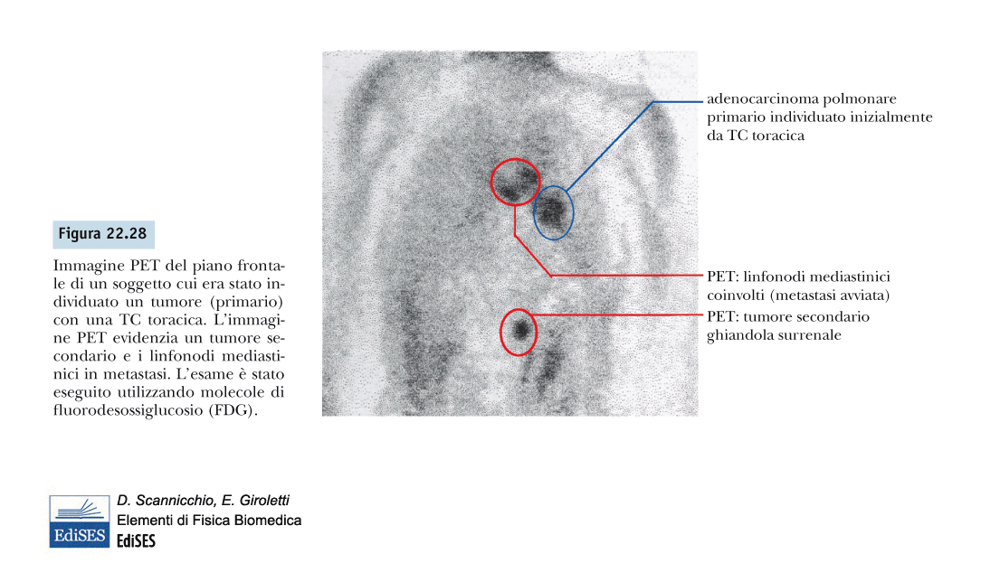 adenocarcinoma polmonare
primario individuato inizialmente
da TC toracica
Figura 22.28
Immagine PET del piano fronta-
le di un soggetto cui era stato in-
dividuato un tumore (primario)
con una TC toracica. L'immagi-
ne PET evidenzia un tumore se-
condario e i linfonodi mediasti-
nici in metastasi. L'esame è stato
eseguito utilizzando molecole di
fluorodesossiglucosio (FDG).
PET: linfonodi mediastinici
coinvolti (metastasi avviata)
PET: tumore secondario
ghiandola surrenale
EdiSES
D. Scannicchio, E. Giroletti
Elementi di Fisica Biomedica
EdiSES